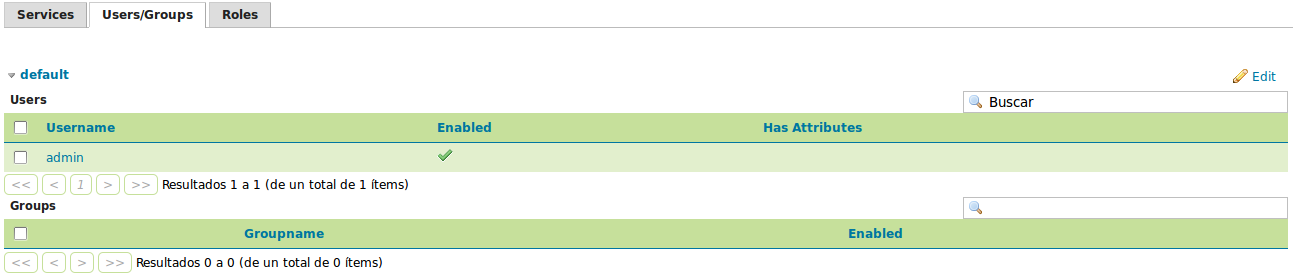 Services Users/Groups Roles
default Edit
Users Buscar
Username Enabled Has Attributes
admin
<< < 1 > >> Resultados 1 a 1 (de un total de 1 ítems)
Groups
Groupname Enabled
<< < > >> Resultados 0 a 0 (de un total de 0 ítems)